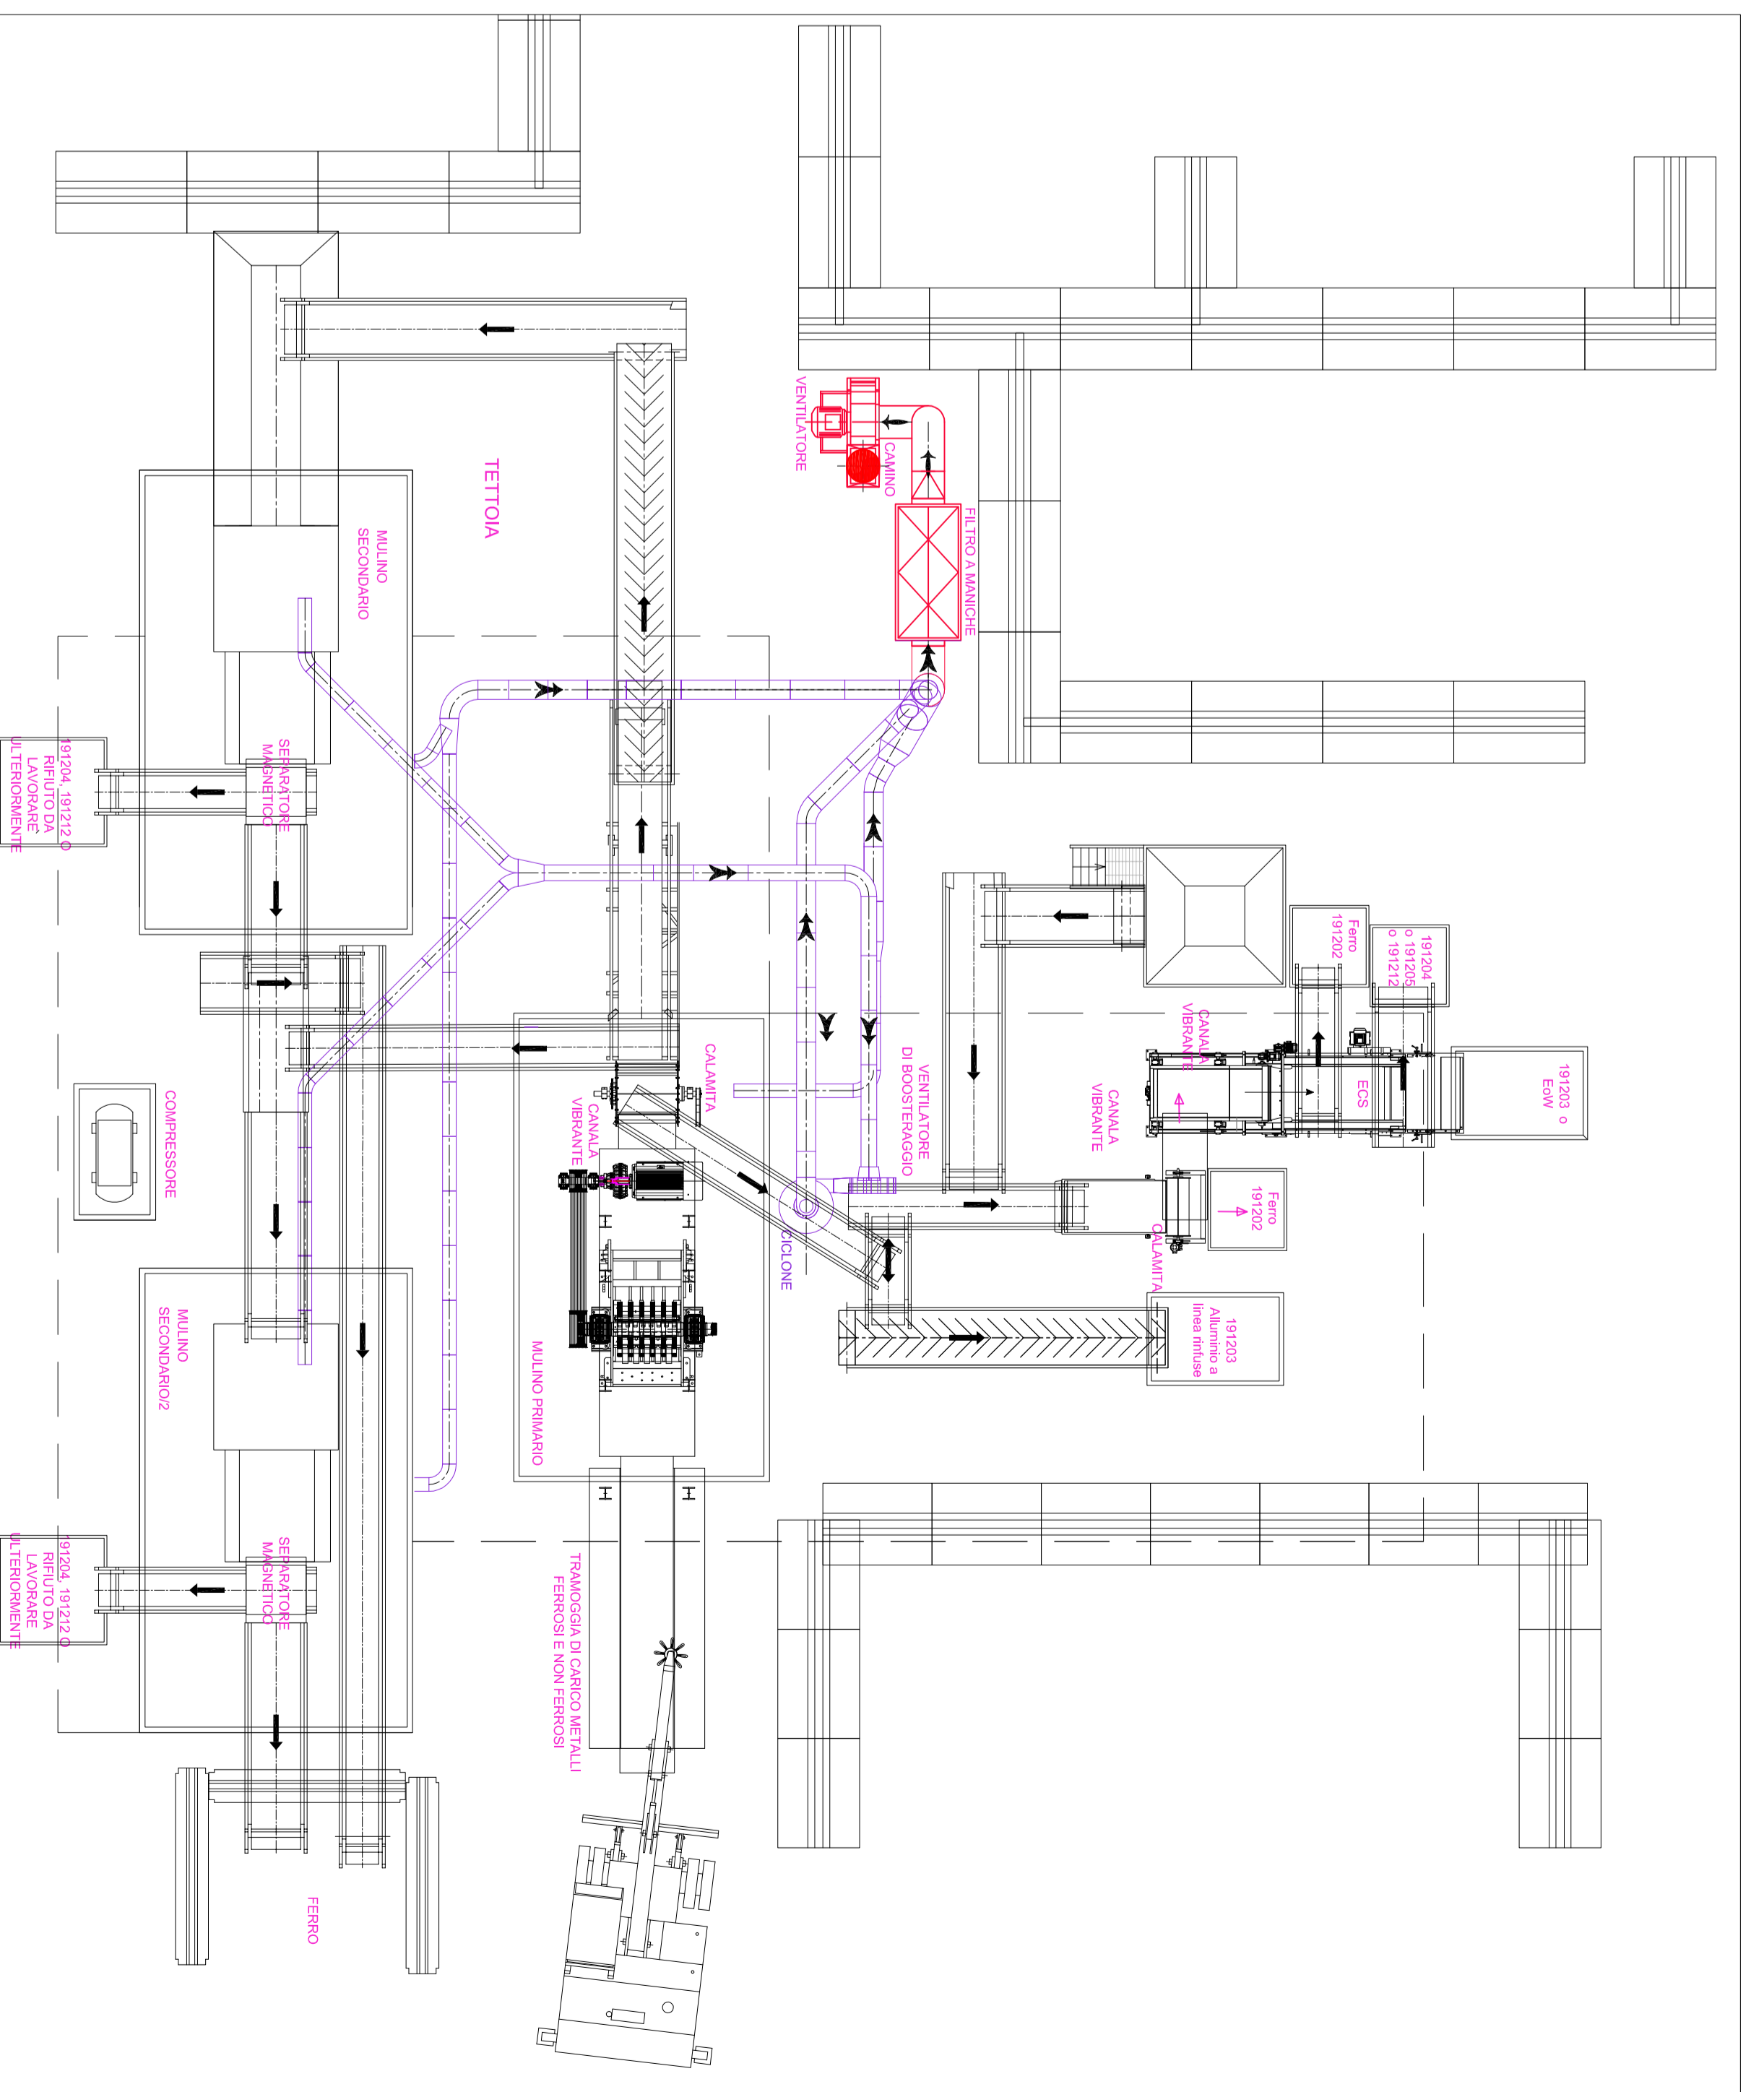 VENTILATORE
CAMINO
FILTRO A MANICHE
TETTOIA
MULINO
SECONDARIO
SEPARATORE
MAGNETICO
191204, 191212 O
RIFIUTO DA
LAVORARE
ULTERIORMENTE
COMPRESSORE
CALAMITA
CANALA
VIBRANTE
VENTILATORE
DI BOOSTERAGGIO
CICLONE
MULINO PRIMARIO
CANALA
VIBRANTE
CANALA
VIBRANTE
Ferro
191202
191204
o 191205
o 191212
ECS
191203 o
EoW
Ferro
191202
CALAMITA
191203
Alluminio a
linea rinfuse
MULINO
SECONDARIO/2
SEPARATORE
MAGNETICO
191204, 191212 O
RIFIUTO DA
LAVORARE
ULTERIORMENTE
TRAMOGGIA DI CARICO METALLI
FERROSI E NON FERROSI
FERRO